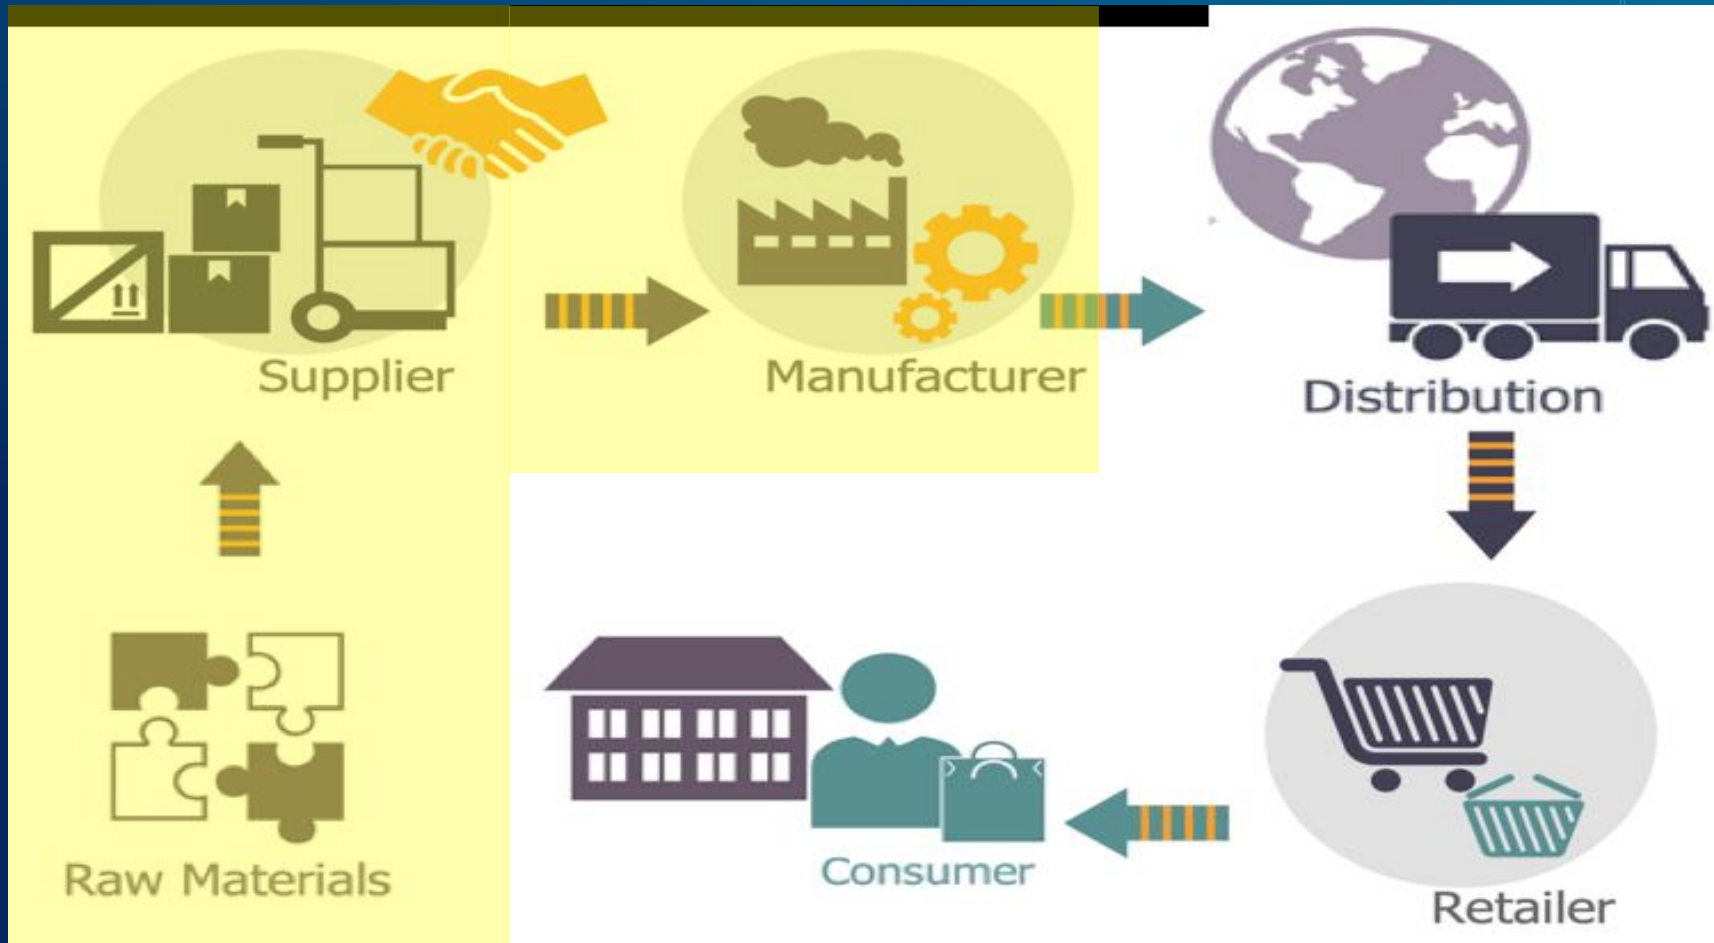 Supplier
Manufacturer
Distribution
Raw Materials
Consumer
Retailer